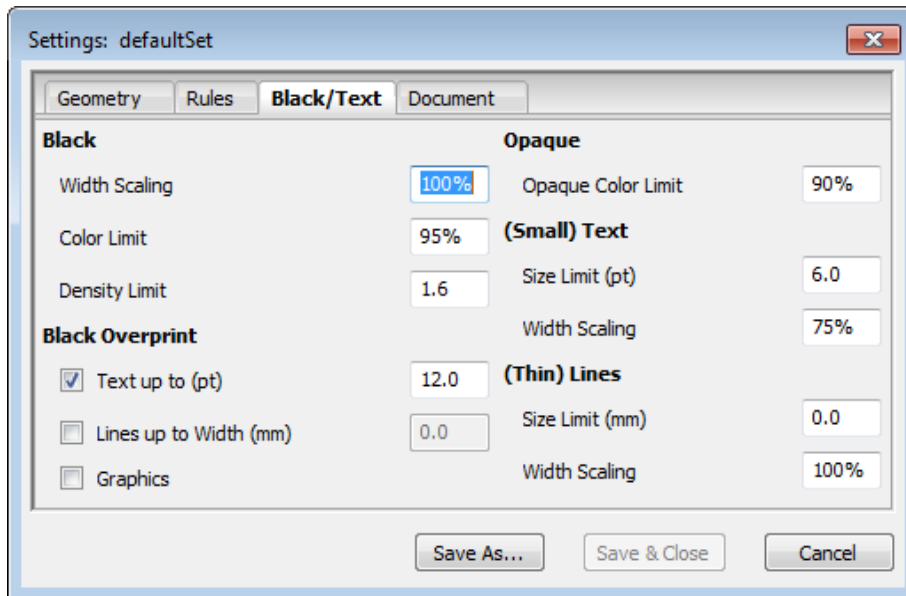 Settings: defaultSet
Geometry Rules Black/Text Document
Black
Width Scaling 100%
Color Limit 95%
Density Limit 1.6
Black Overprint
Text up to (pt) 12.0
Lines up to Width (mm) 0.0
Graphics
Opaque
Opaque Color Limit 90%
(Small) Text
Size Limit (pt) 6.0
Width Scaling 75%
(Thin) Lines
Size Limit (mm) 0.0
Width Scaling 100%
Save As... Save & Close Cancel